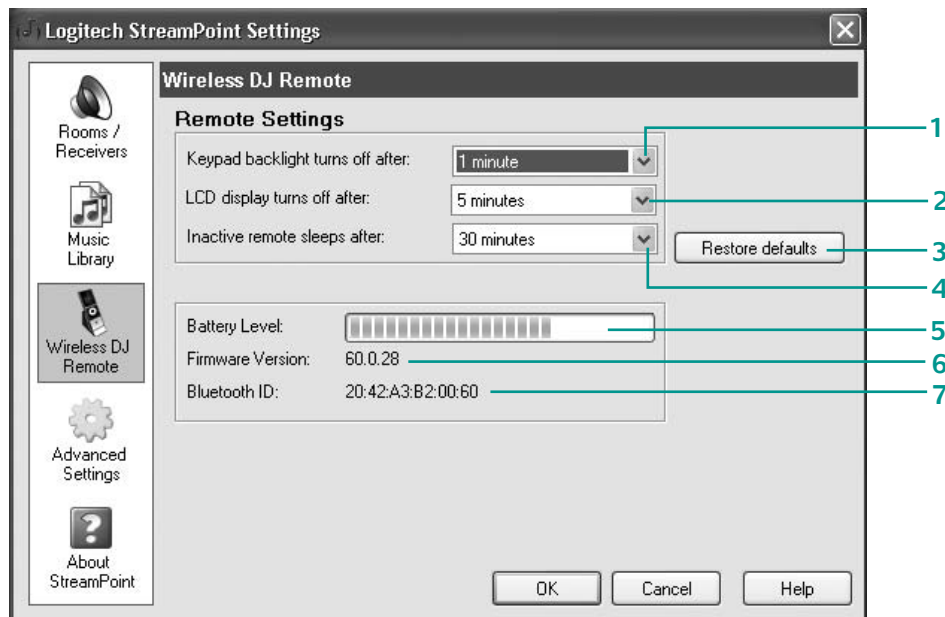 Logitech StreamPoint Settings
Rooms /
Receivers
Music
Library
Wireless DJ
Remote
Advanced
Settings
About
StreamPoint
Wireless DJ Remote
Remote Settings
Keypad backlight turns off after: 1 minute 1
LCD display turns off after: 5 minutes 2
Inactive remote sleeps after: 30 minutes Restore defaults 3
4
Battery Level: 5
Firmware Version: 60.0.28 6
Bluetooth ID: 20:42:A3:B2:00:60 7
OK Cancel Help